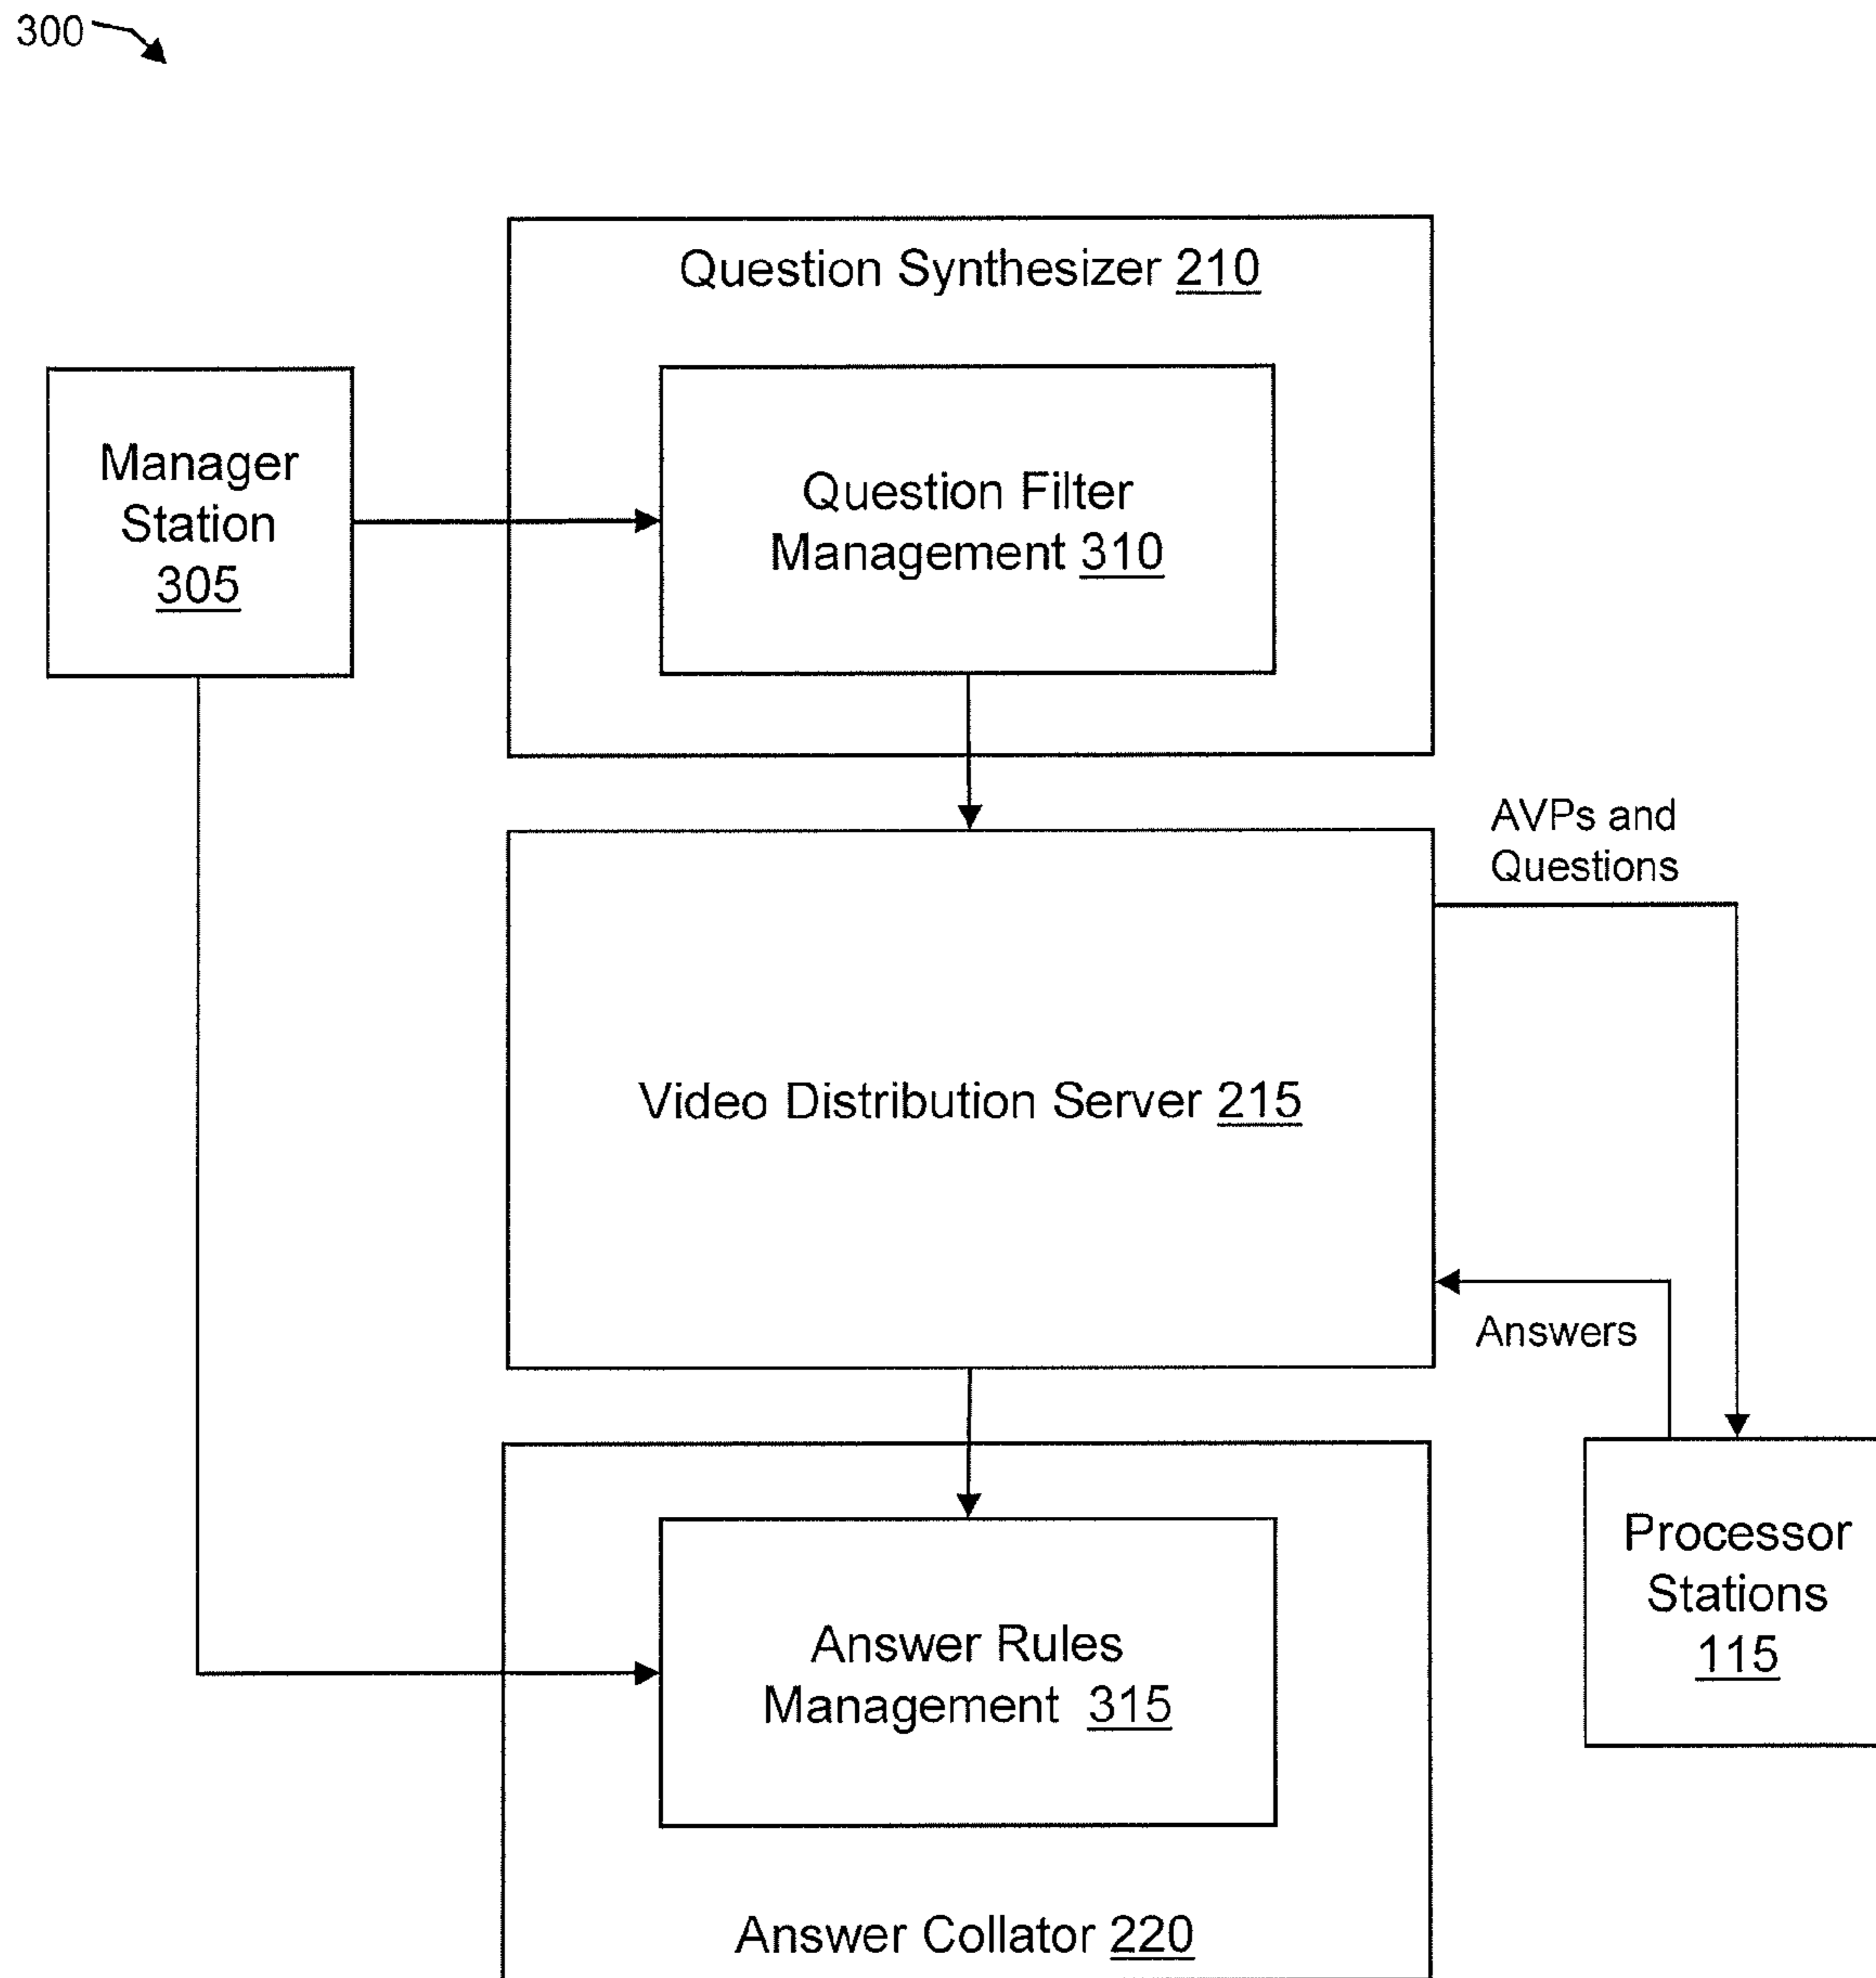 300
Question Synthesizer 210
Manager
Station
305
Question Filter
Management 310
AVPs and
Questions
Video Distribution Server 215
Answers
Processor
Stations
115
Answer Rules
Management 315
Answer Collator 220